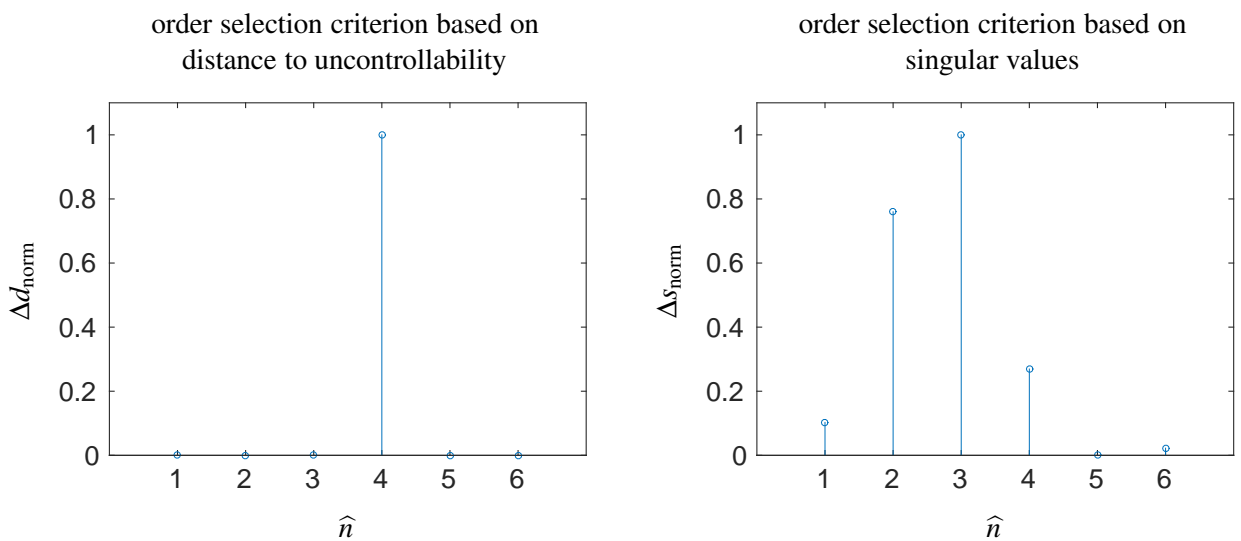 order selection criterion based on
distance to uncontrollability
1
0.8
0.6
0.4
0.2
0
Δd_norm
1 2 3 4 5 6
n̂
order selection criterion based on
singular values
1
0.8
0.6
0.4
0.2
0
Δs_norm
1 2 3 4 5 6
n̂